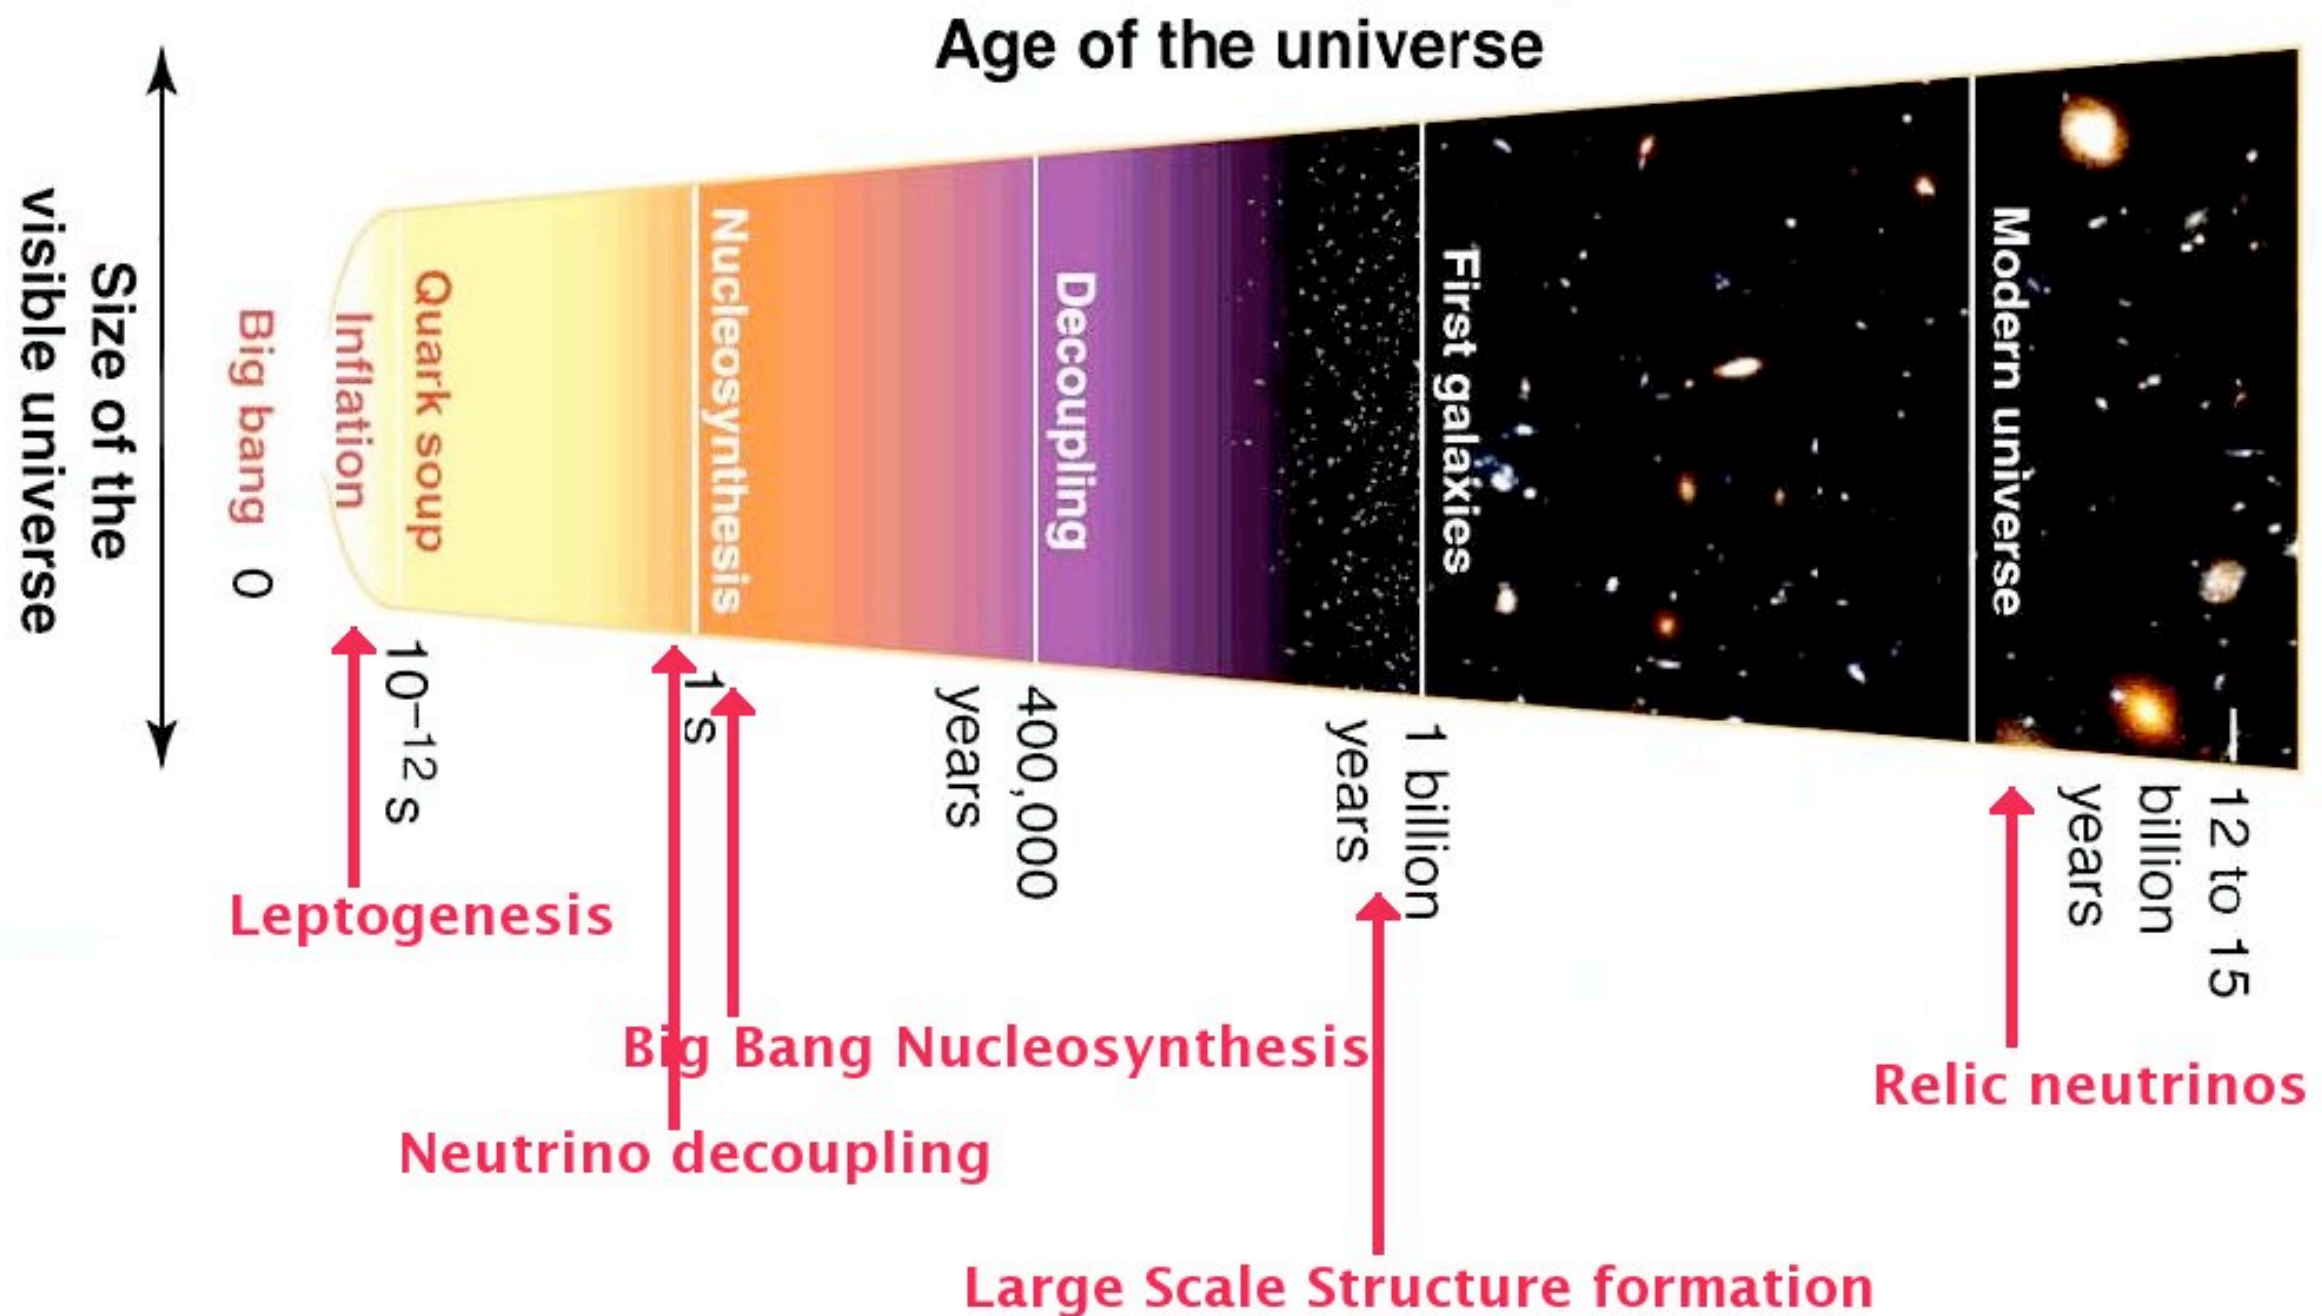 Age of the universe
Size of the
visible universe
Big bang 0
Inflation
Quark soup
Nucleosynthesis
Decoupling
First galaxies
Modern universe
10–12 s
1 s
400,000
years
1 billion
years
12 to 15
billion
years
Leptogenesis
Big Bang Nucleosynthesis
Relic neutrinos
Neutrino decoupling
Large Scale Structure formation